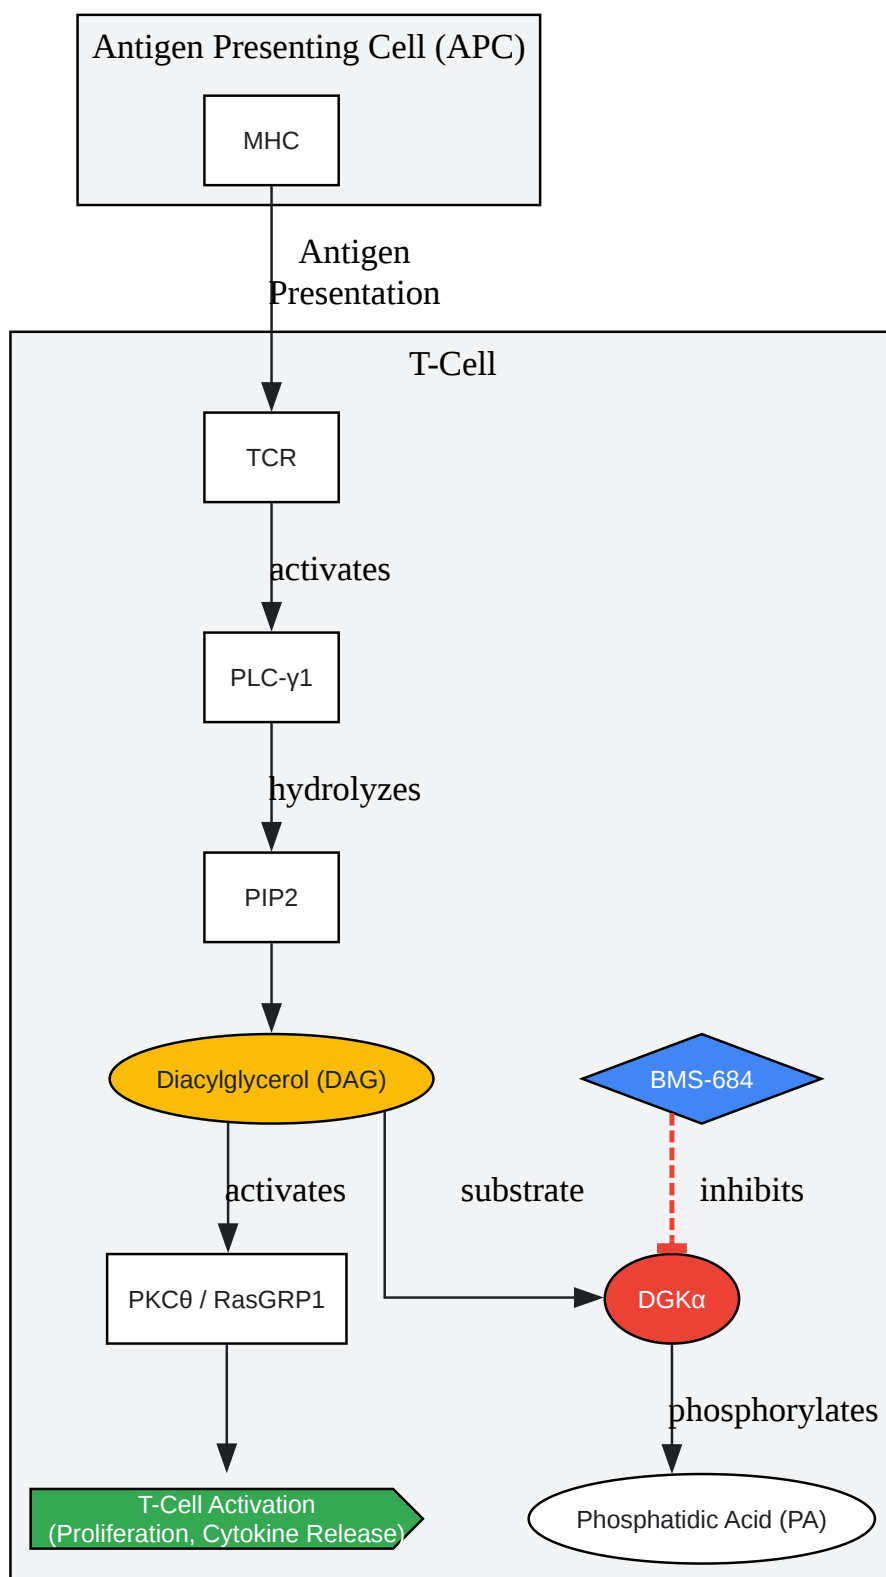 Antigen Presenting Cell (APC)
MHC
Antigen
Presentation
T-Cell
TCR
activates
PLC-γ1
hydrolyzes
PIP2
Diacylglycerol (DAG)
BMS-684
activates
substrate
inhibits
PKCθ / RasGRP1
DGKα
phosphorylates
T-Cell Activation
(Proliferation, Cytokine Release)
Phosphatidic Acid (PA)